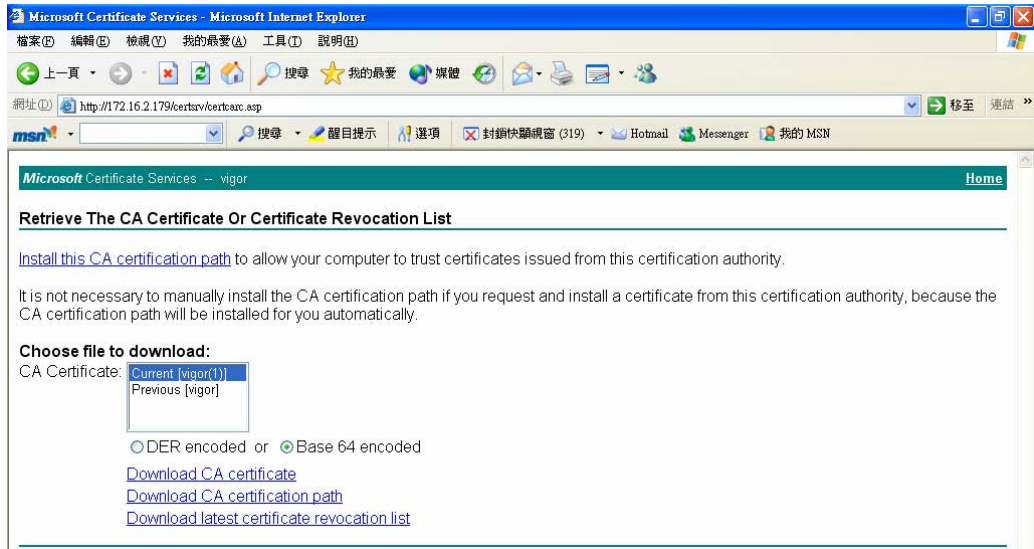 Microsoft Certificate Services - Microsoft Internet Explorer
檔案(F) 編輯(E) 檢視(V) 我的最愛(A) 工具(T) 說明(H)
上一頁 搜尋 我的最愛 媒體
網址(D) http://172.16.2.179/certsrv/certcarc.asp 移至 連結 »
msn 搜尋 醒目提示 選項 封鎖快顯視窗 (319) Hotmail Messenger 我的 MSN
Microsoft Certificate Services -- vigor Home
Retrieve The CA Certificate Or Certificate Revocation List
Install this CA certification path to allow your computer to trust certificates issued from this certification authority.
It is not necessary to manually install the CA certification path if you request and install a certificate from this certification authority, because the
CA certification path will be installed for you automatically.
Choose file to download:
CA Certificate: Current [vigor(1)]
Previous [vigor]
DER encoded or Base 64 encoded
Download CA certificate
Download CA certification path
Download latest certificate revocation list